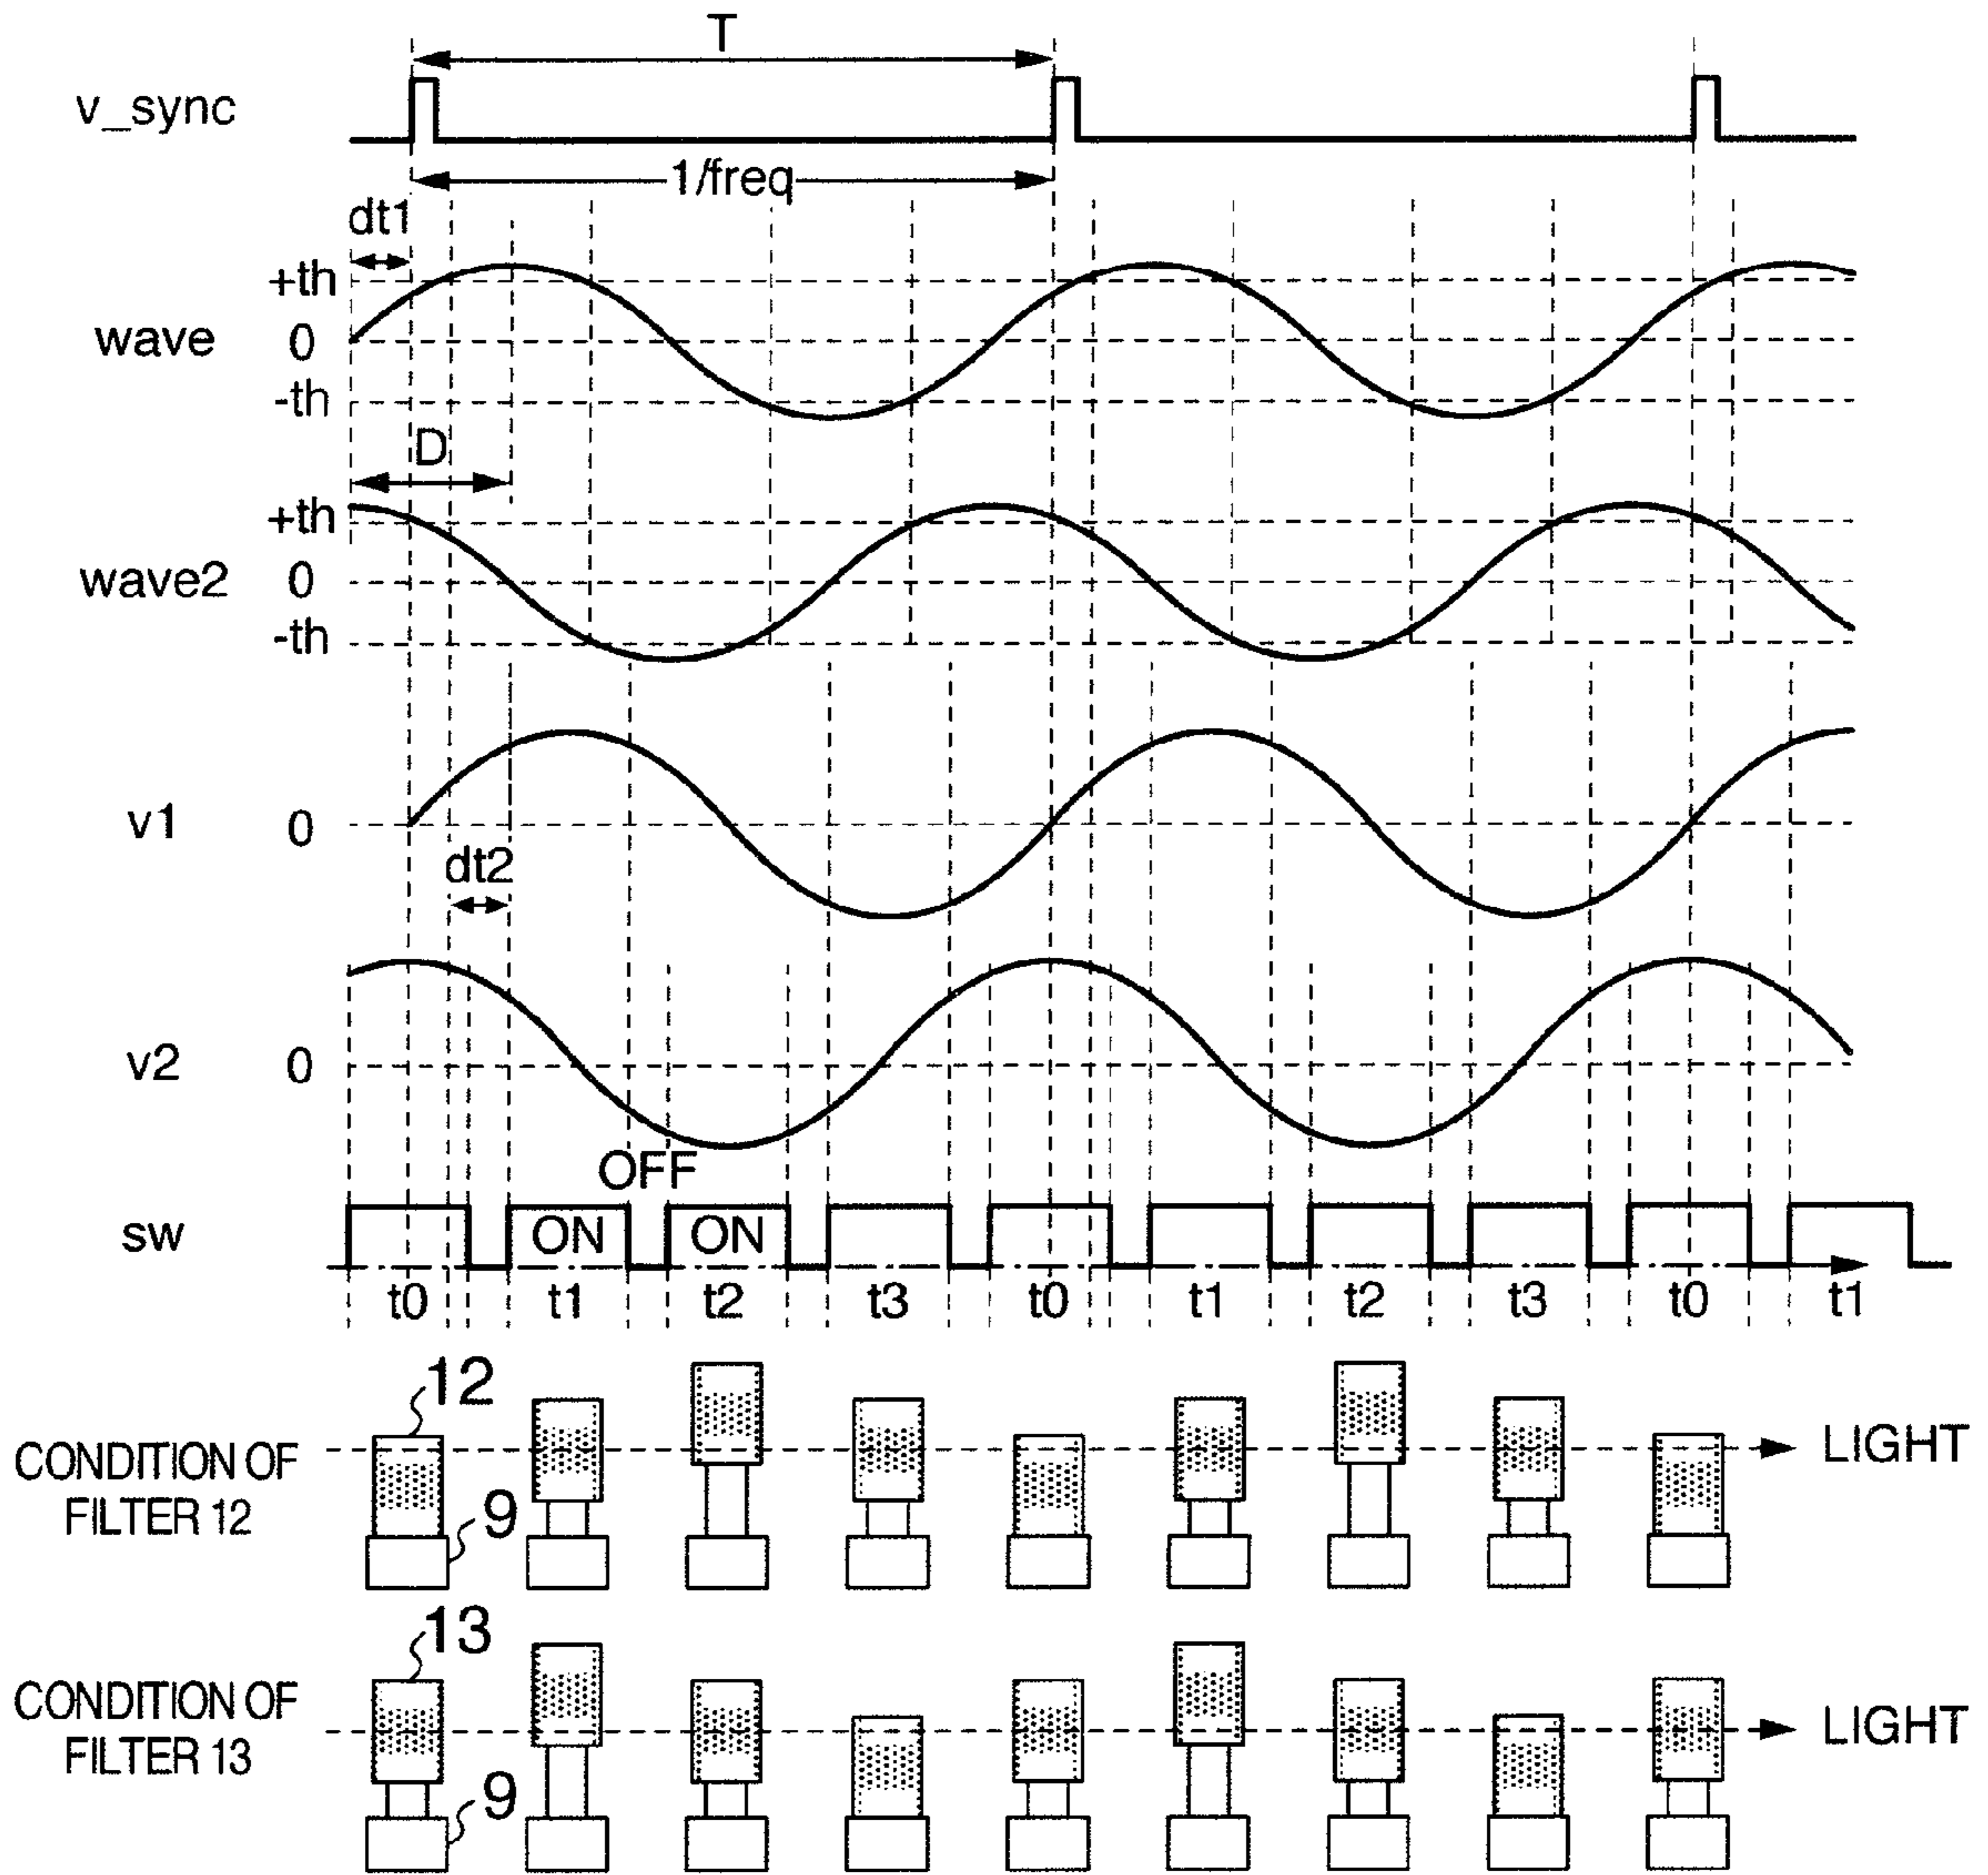 T
v_sync
1/freq
dt1
+th
wave 0
-th
D
+th
wave2 0
-th
v1 0
dt2
v2 0
OFF
sw ON ON
t0 t1 t2 t3 t0 t1 t2 t3 t0 t1
12
CONDITION OF
FILTER 12
LIGHT
9
13
CONDITION OF
FILTER 13
LIGHT
9